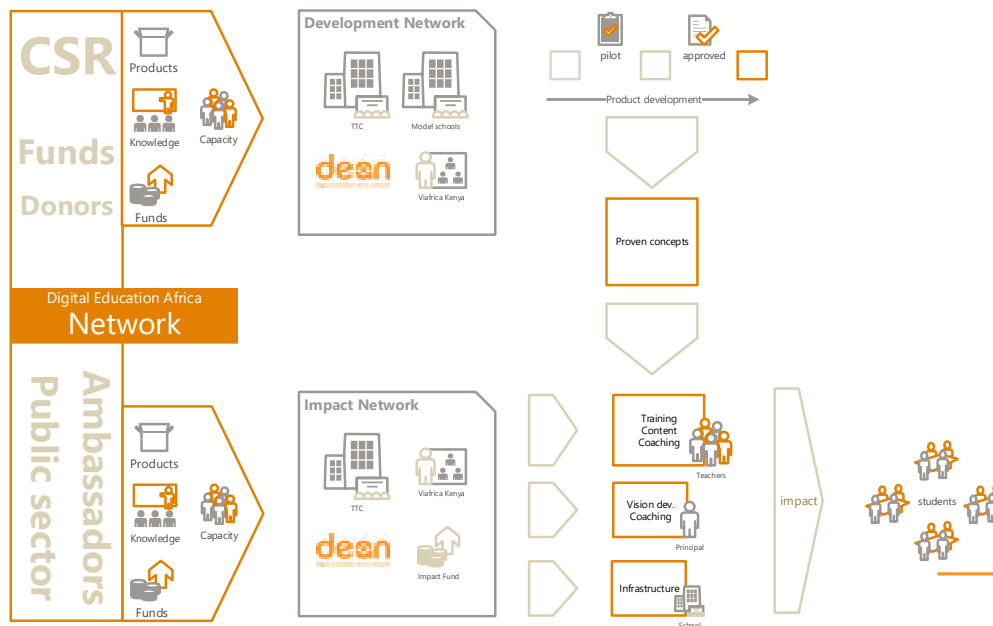 CSR
Funds
Donors
Products
Knowledge
Capacity
Funds
Development Network
TTC
Model schools
dean
Viafrica Kenya
pilot
approved
Product development
Proven concepts
Digital Education Africa
Network
Public sector
Ambassadors
Products
Knowledge
Capacity
Funds
Impact Network
TTC
Viafrica Kenya
dean
Impact Fund
Training
Content
Coaching
Teachers
Vision dev.
Coaching
Principal
Infrastructure
School
impact
students